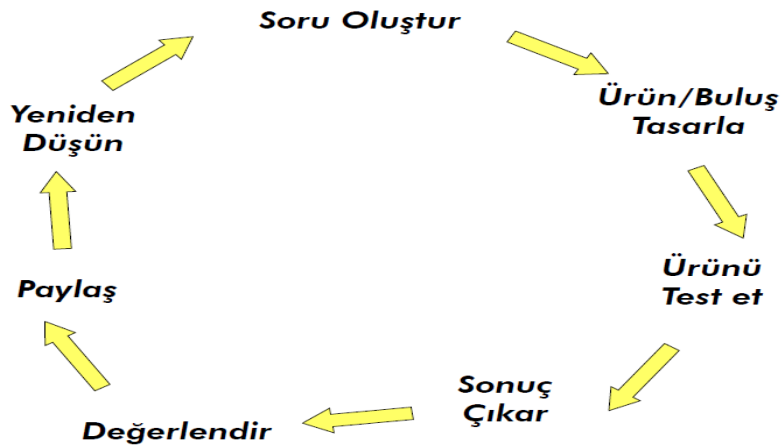 Soru Oluştur
Ürün/Buluş
Tasarla
Ürünü
Test et
Sonuç
Çıkar
Değerlendir
Paylaş
Yeniden
Düşün